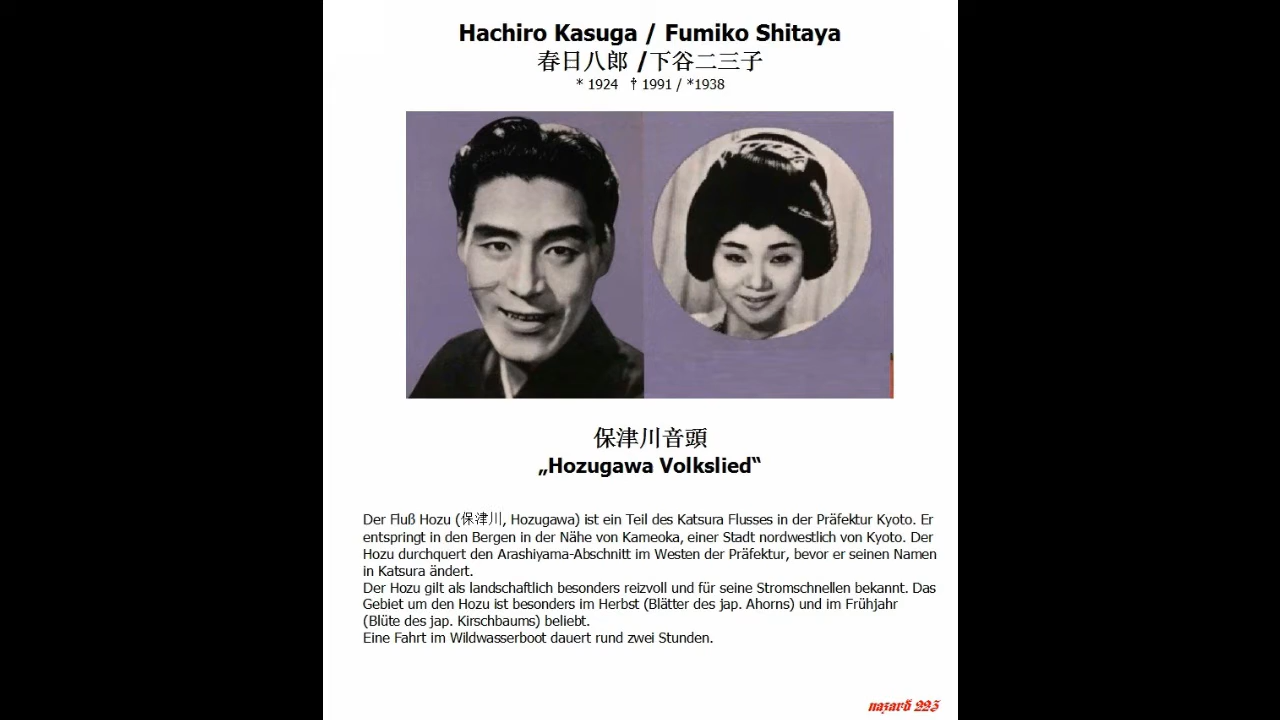 Hachiro Kasuga / Fumiko Shitaya
春日八郎 /下谷二三子
* 1924 † 1991 / *1938
保津川音頭
„Hozugawa Volkslied“
Der Fluß Hozu (保津川, Hozugawa) ist ein Teil des Katsura Flusses in der Präfektur Kyoto. Er
entspringt in den Bergen in der Nähe von Kameoka, einer Stadt nordwestlich von Kyoto. Der
Hozu durchquert den Arashiyama-Abschnitt im Westen der Präfektur, bevor er seinen Namen
in Katsura ändert.
Der Hozu gilt als landschaftlich besonders reizvoll und für seine Stromschnellen bekannt. Das
Gebiet um den Hozu ist besonders im Herbst (Blätter des jap. Ahorns) und im Frühjahr
(Blüte des jap. Kirschbaums) beliebt.
Eine Fahrt im Wildwasserboot dauert rund zwei Stunden.
nazard 225